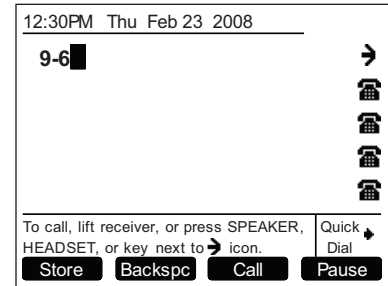 12:30PM Thu Feb 23 2008
9-6
To call, lift receiver, or press SPEAKER,
HEADSET, or key next to ➔ icon.
Quick
Dial
Store Backspc Call Pause